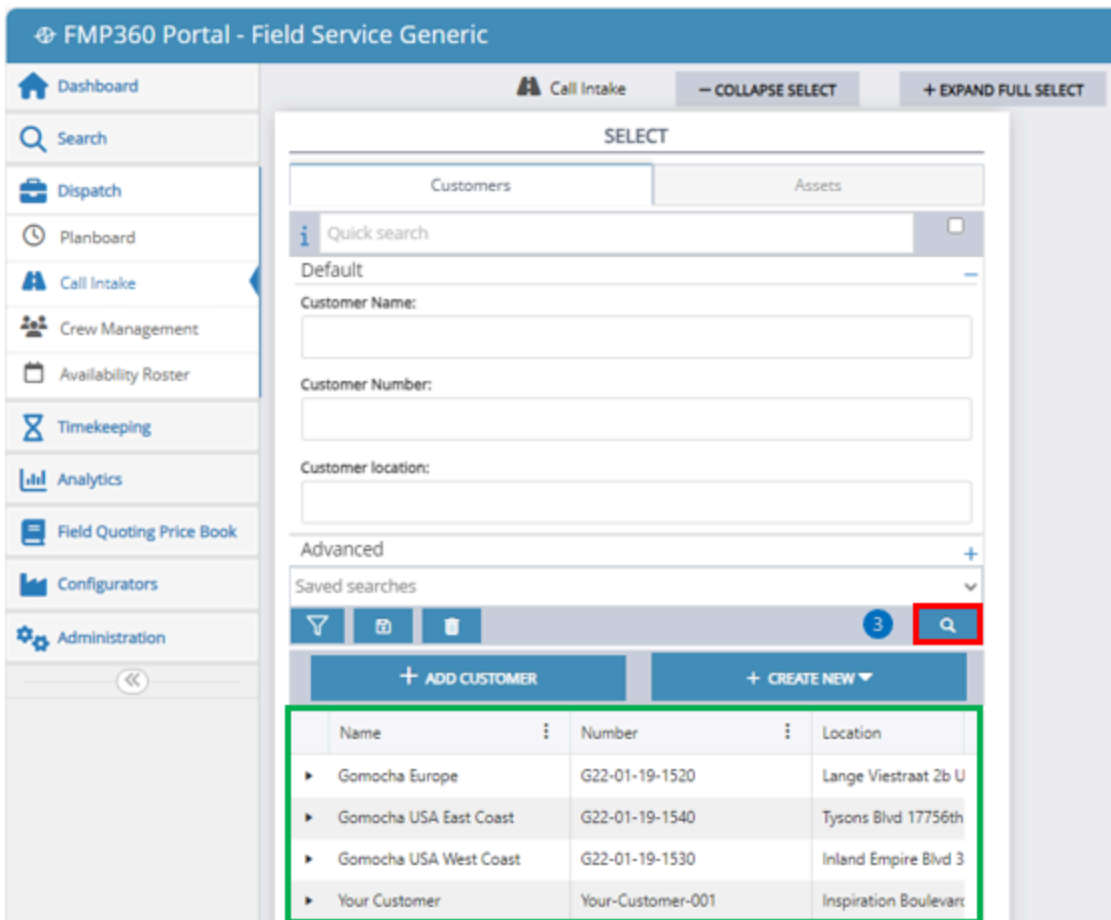 FMP360 Portal - Field Service Generic
Dashboard
Search
Dispatch
Planboard
Call Intake
Crew Management
Availability Roster
Timekeeping
Analytics
Field Quoting Price Book
Configurators
Administration
Call Intake
− COLLAPSE SELECT
+ EXPAND FULL SELECT
SELECT
Customers Assets
i Quick search
Default −
Customer Name:
Customer Number:
Customer location:
Advanced +
Saved searches
3
+ ADD CUSTOMER + CREATE NEW
Name Number Location
Gomocha Europe G22-01-19-1520 Lange Viestraat 2b U
Gomocha USA East Coast G22-01-19-1540 Tysons Blvd 17756th
Gomocha USA West Coast G22-01-19-1530 Inland Empire Blvd 3
Your Customer Your-Customer-001 Inspiration Boulevard